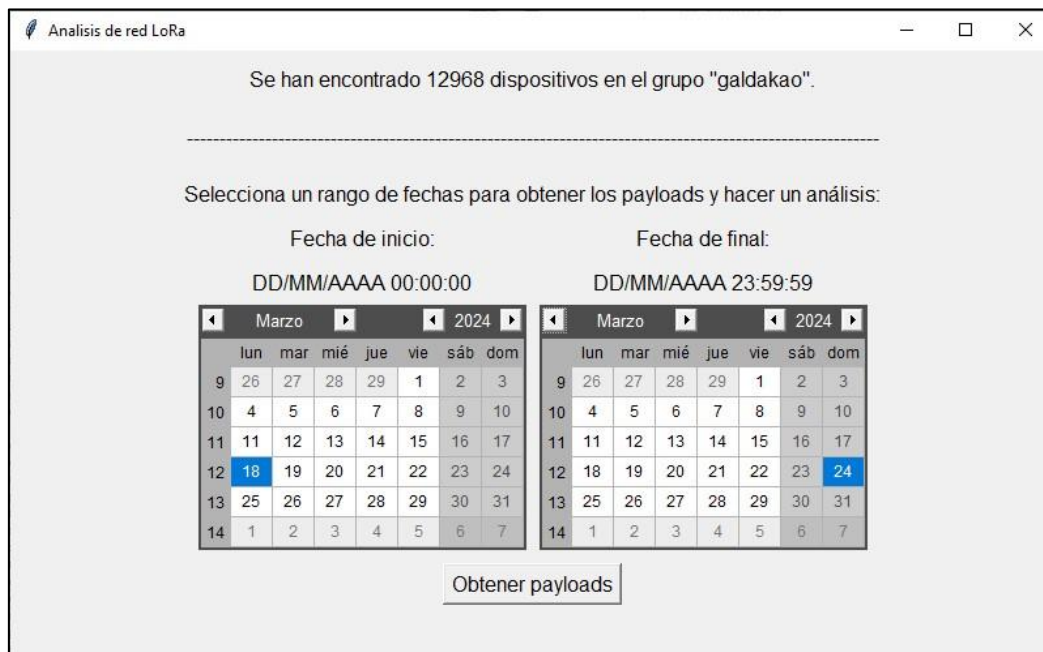 Analisis de red LoRa
Se han encontrado 12968 dispositivos en el grupo "galdakao".
----------------------------------------------------------------------------------------------------
Selecciona un rango de fechas para obtener los payloads y hacer un análisis:
Fecha de inicio: Fecha de final:
DD/MM/AAAA 00:00:00 DD/MM/AAAA 23:59:59
Marzo 2024 Marzo 2024
lun mar mié jue vie sáb dom lun mar mié jue vie sáb dom
9 26 27 28 29 1 2 3 9 26 27 28 29 1 2 3
10 4 5 6 7 8 9 10 10 4 5 6 7 8 9 10
11 11 12 13 14 15 16 17 11 11 12 13 14 15 16 17
12 18 19 20 21 22 23 24 12 18 19 20 21 22 23 24
13 25 26 27 28 29 30 31 13 25 26 27 28 29 30 31
14 1 2 3 4 5 6 7 14 1 2 3 4 5 6 7
Obtener payloads